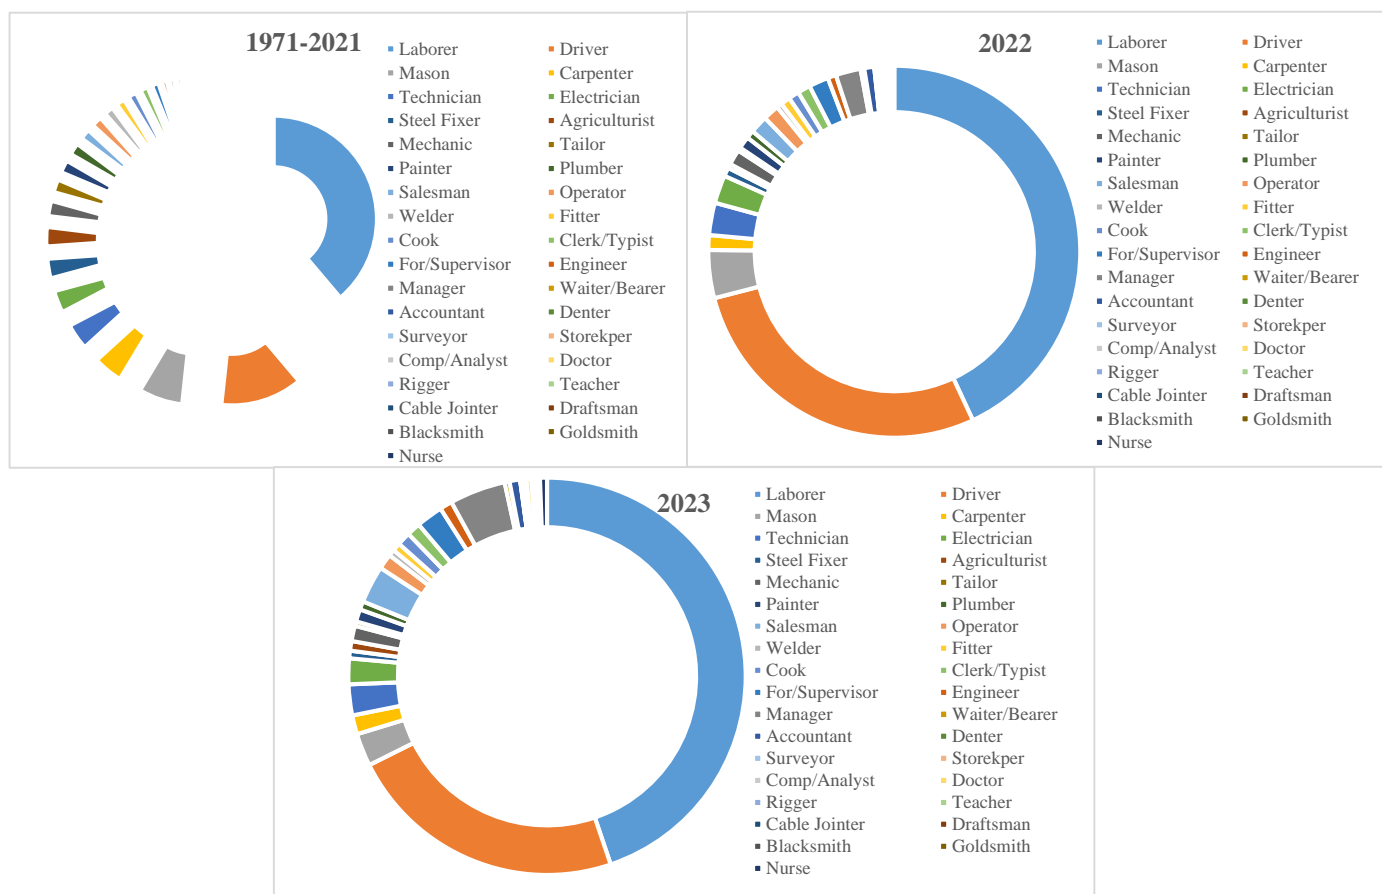 1971-2021
Laborer Driver
Mason Carpenter
Technician Electrician
Steel Fixer Agriculturist
Mechanic Tailor
Painter Plumber
Salesman Operator
Welder Fitter
Cook Clerk/Typist
For/Supervisor Engineer
Manager Waiter/Bearer
Accountant Denter
Surveyor Storekper
Comp/Analyst Doctor
Rigger Teacher
Cable Jointer Draftsman
Blacksmith Goldsmith
Nurse
2022
Laborer Driver
Mason Carpenter
Technician Electrician
Steel Fixer Agriculturist
Mechanic Tailor
Painter Plumber
Salesman Operator
Welder Fitter
Cook Clerk/Typist
For/Supervisor Engineer
Manager Waiter/Bearer
Accountant Denter
Surveyor Storekper
Comp/Analyst Doctor
Rigger Teacher
Cable Jointer Draftsman
Blacksmith Goldsmith
Nurse
2023
Laborer Driver
Mason Carpenter
Technician Electrician
Steel Fixer Agriculturist
Mechanic Tailor
Painter Plumber
Salesman Operator
Welder Fitter
Cook Clerk/Typist
For/Supervisor Engineer
Manager Waiter/Bearer
Accountant Denter
Surveyor Storekper
Comp/Analyst Doctor
Rigger Teacher
Cable Jointer Draftsman
Blacksmith Goldsmith
Nurse